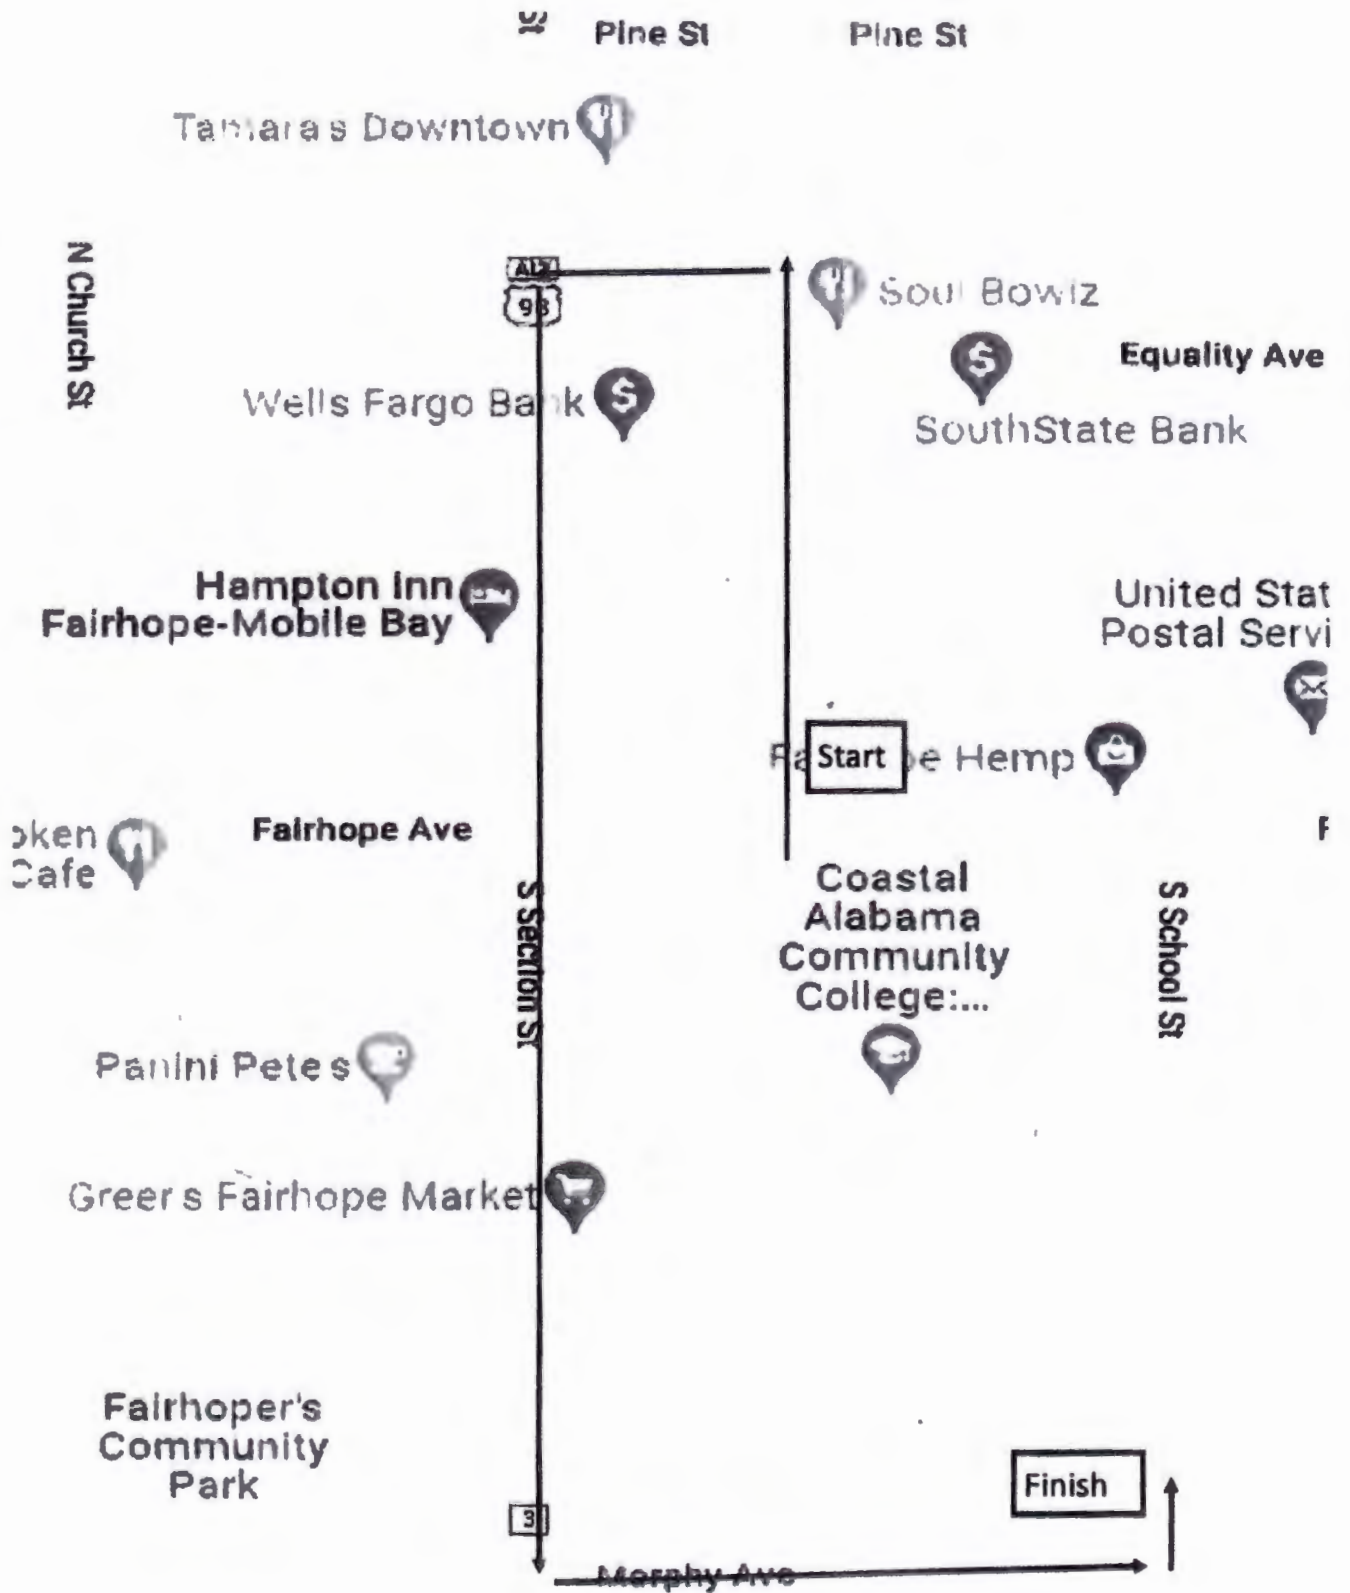 Pine St
Pine St
Tamara's Downtown
N Church St
ALT
98
Soul Bowlz
Equality Ave
Wells Fargo Bank
SouthState Bank
Hampton Inn
Fairhope-Mobile Bay
United Stat
Postal Servi
Start
e Hemp
oken
Cafe
Fairhope Ave
F
Coastal
Alabama
Community
College:...
S Section St
S School St
Panini Pete's
Greer's Fairhope Market
Fairhoper's
Community
Park
Finish
3
Morphy Ave